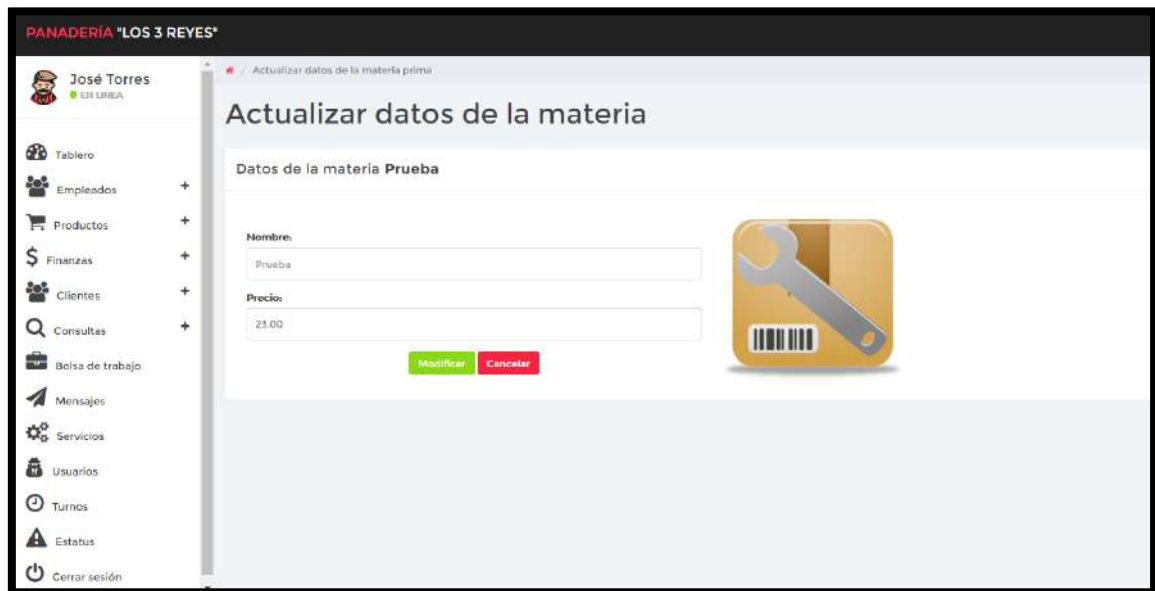 PANADERÍA "LOS 3 REYES"
José Torres
EN LINEA
Tablero
Empleados +
Productos +
Finanzas +
Clientes +
Consultas +
Bolsa de trabajo
Mensajes
Servicios
Usuarios
Turnos
Estatus
Cerrar sesión
/ Actualizar datos de la materia prima
Actualizar datos de la materia
Datos de la materia Prueba
Nombre:
Prueba
Precio:
23.00
Modificar Cancelar